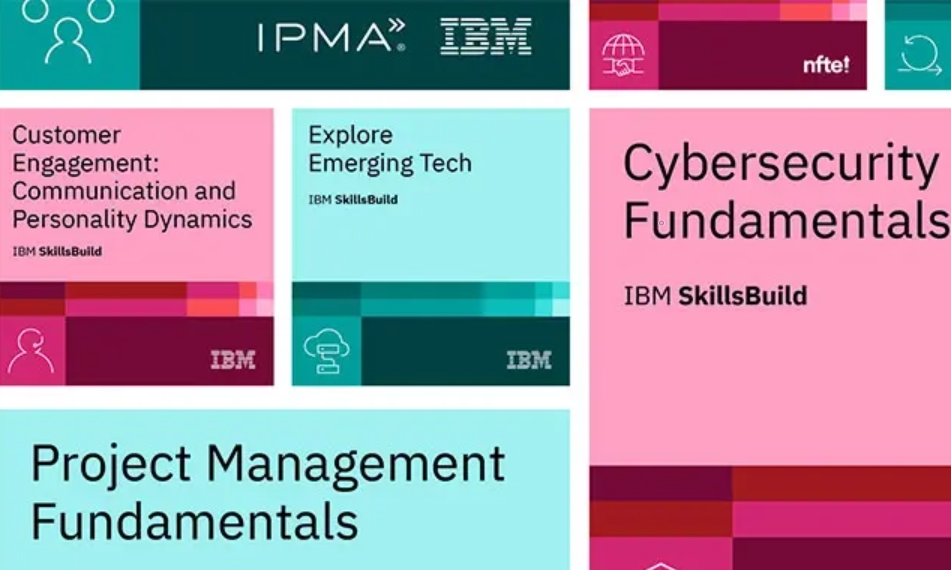 IPMA» ® IBM
nfte!
Customer
Engagement:
Communication and
Personality Dynamics
IBM SkillsBuild
IBM
Explore
Emerging Tech
IBM SkillsBuild
IBM
Cybersecurity
Fundamentals
IBM SkillsBuild
Project Management
Fundamentals